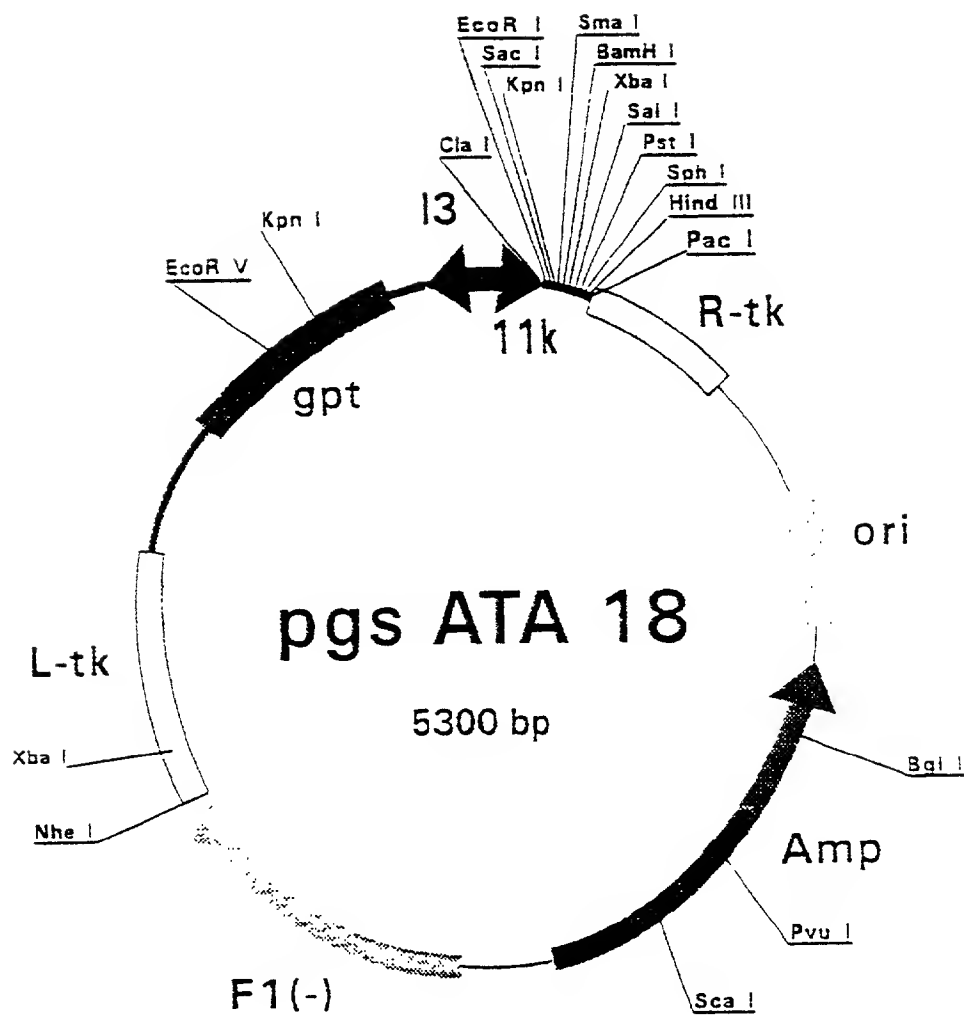 EcoR I
Sma I
Sac I
BamH I
Kpn I
Xba I
Sal I
Cla I
Pst I
Sph I
I3
Hind III
Kpn I
Pac I
EcoR V
R-tk
11k
gpt
ori
pgs ATA 18
L-tk
5300 bp
Xba I
Bgl I
Nhe I
Amp
Pvu I
F1(-)
Sca I